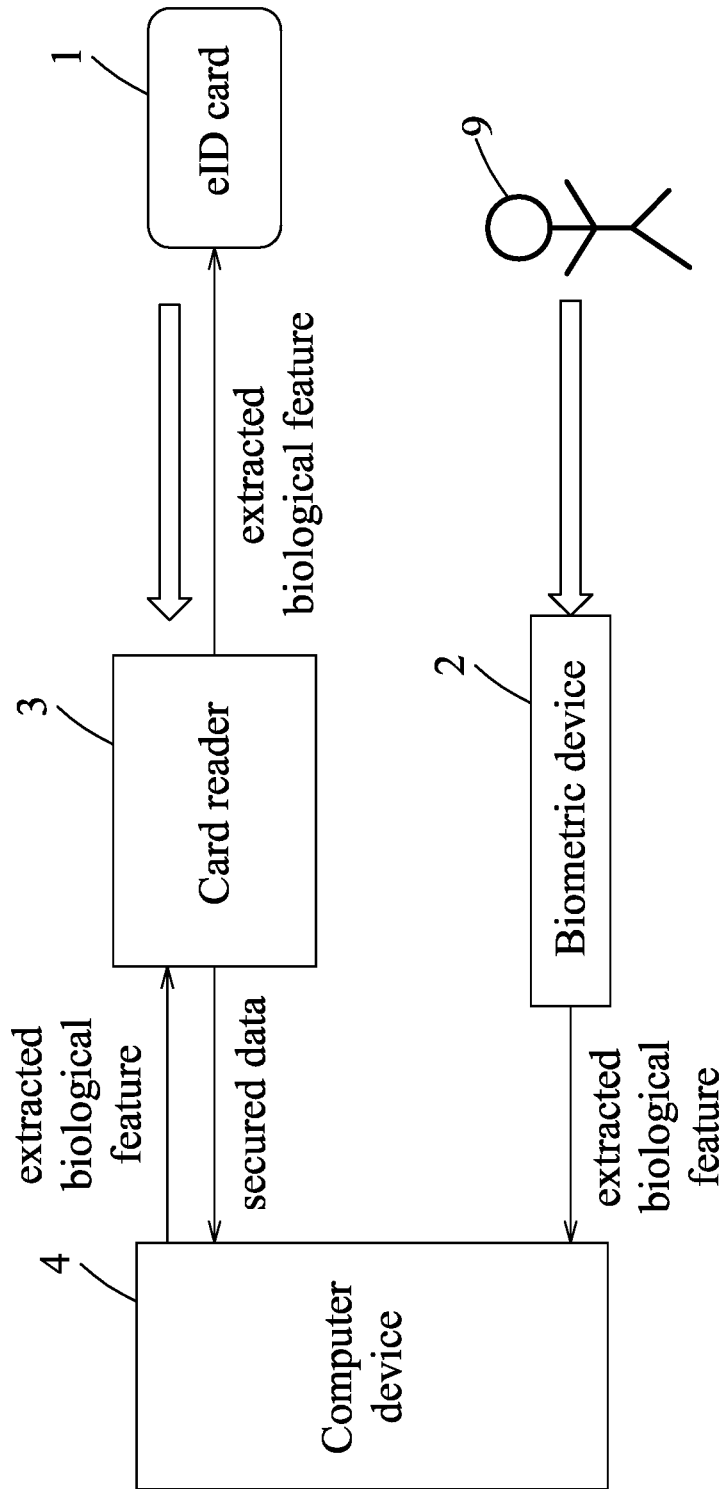 4
Computer
device
extracted
biological
feature
secured data
extracted
biological
feature
3
Card reader
2
Biometric device
extracted
biological feature
1
eID card
9